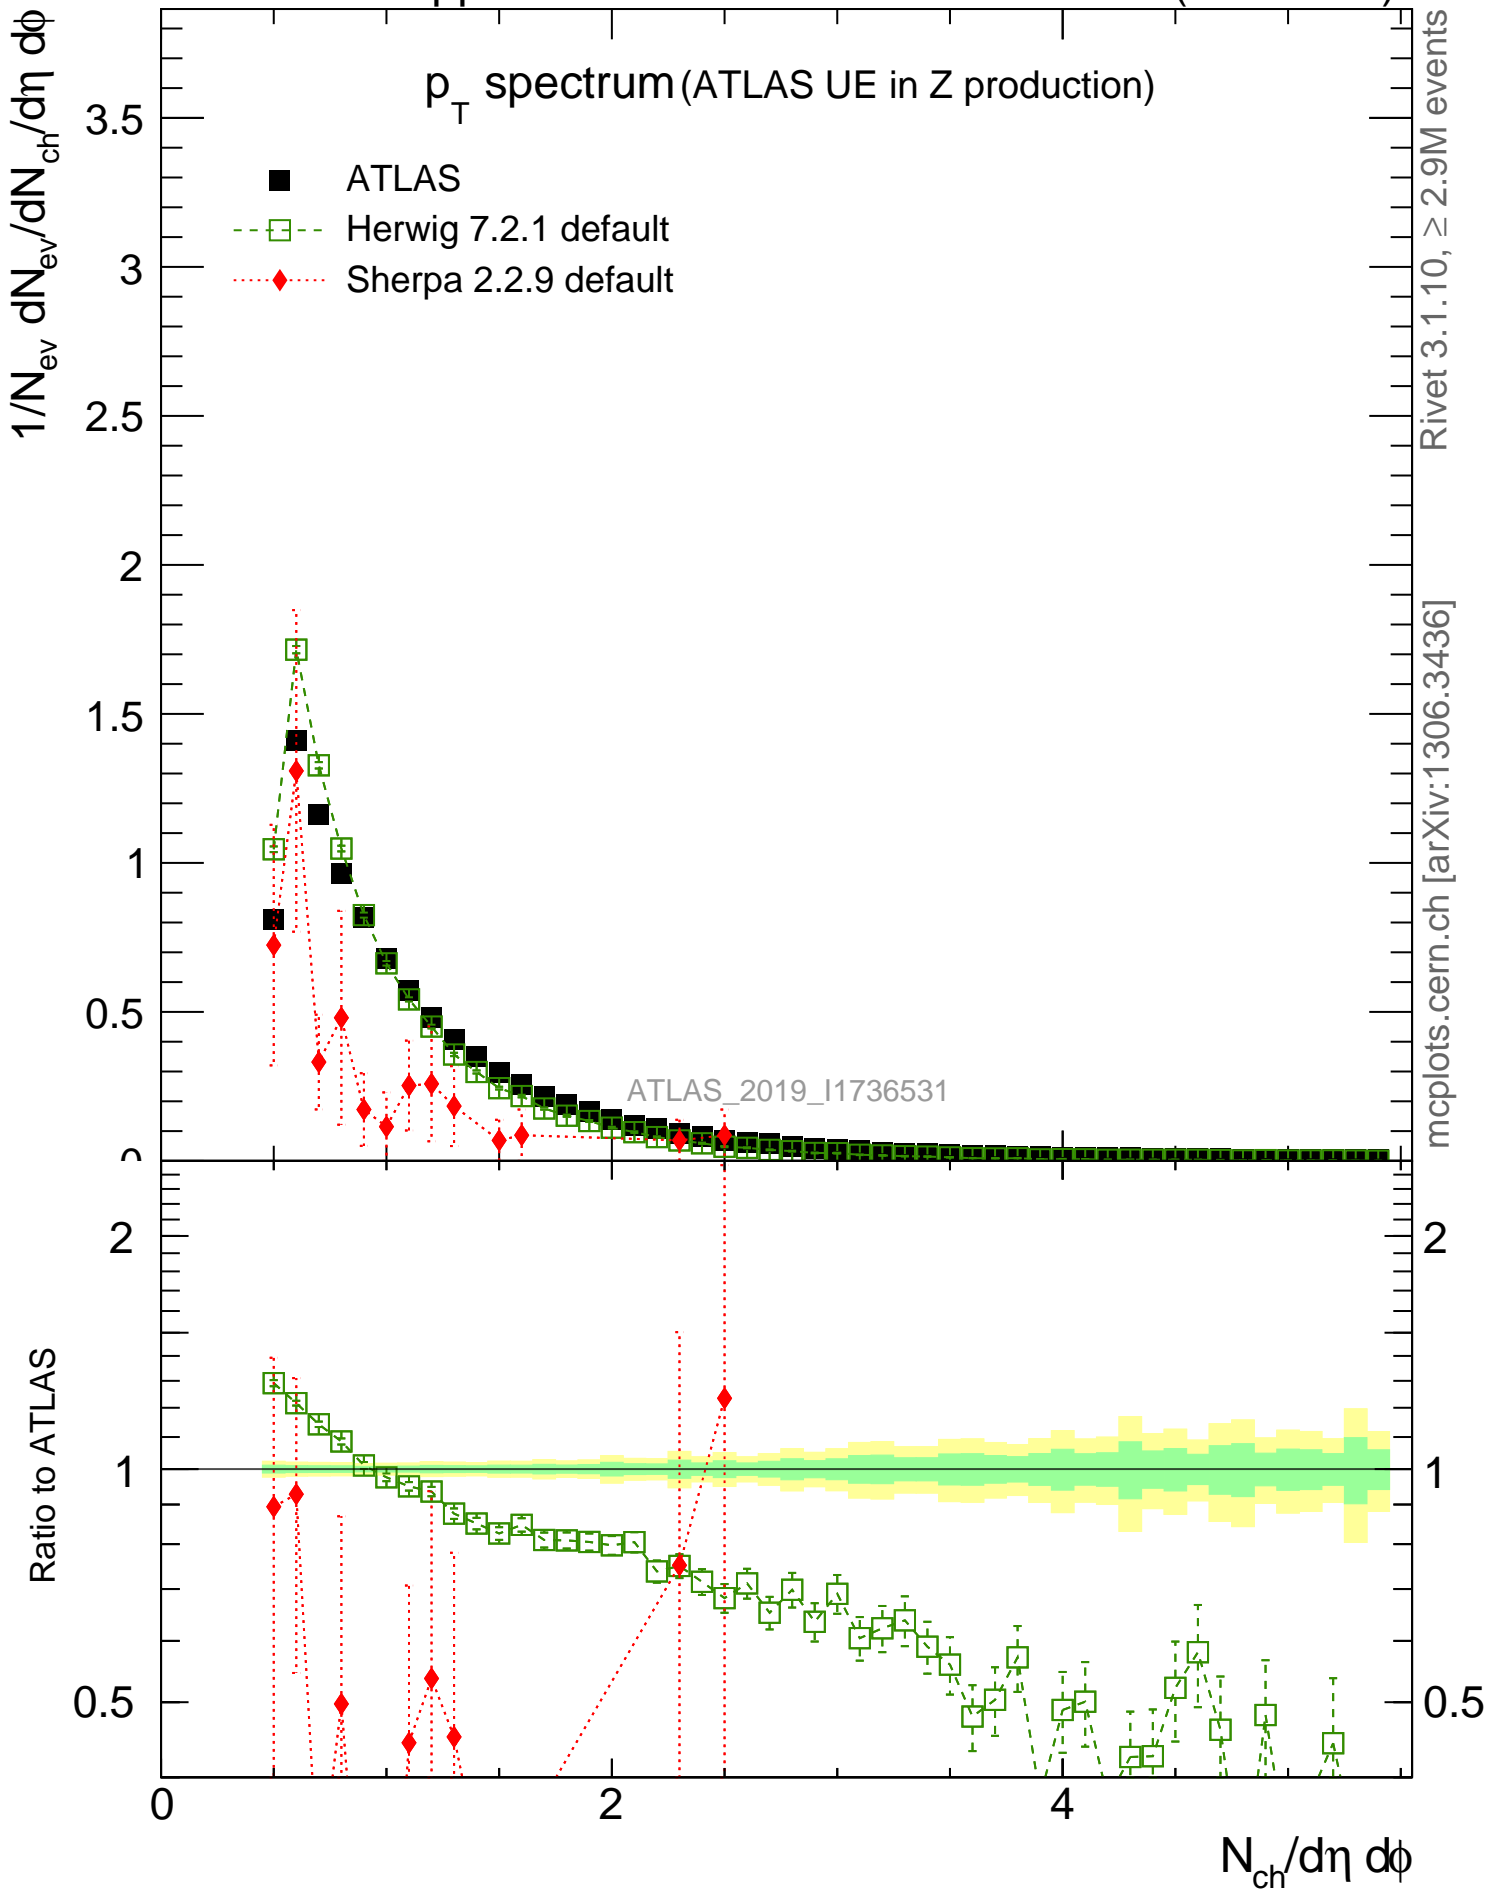 pp
p_T spectrum (ATLAS UE in Z production)
1/N_ev dN_ev/dN_ch/dη dϕ
ATLAS
Herwig 7.2.1 default
Sherpa 2.2.9 default
3.5
3
2.5
2
1.5
1
0.5
0
ATLAS_2019_I1736531
Rivet 3.1.10, ≥ 2.9M events
mcplots.cern.ch [arXiv:1306.3436]
Ratio to ATLAS
2
1
0.5
2
1
0.5
0
2
4
N_ch/dη dϕ